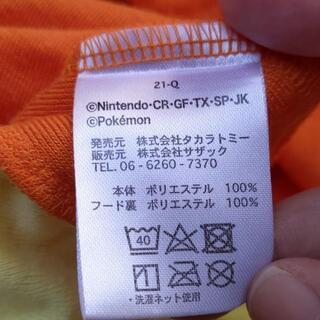 21-Q
©Nintendo・CR・GF・TX・SP・JK
©Pokémon
発売元 株式会社タカラトミー
販売元 株式会社サザック
TEL. 06-6260-7370
本体 ポリエステル 100%
フード裏 ポリエステル 100%
40
・洗濯ネット使用